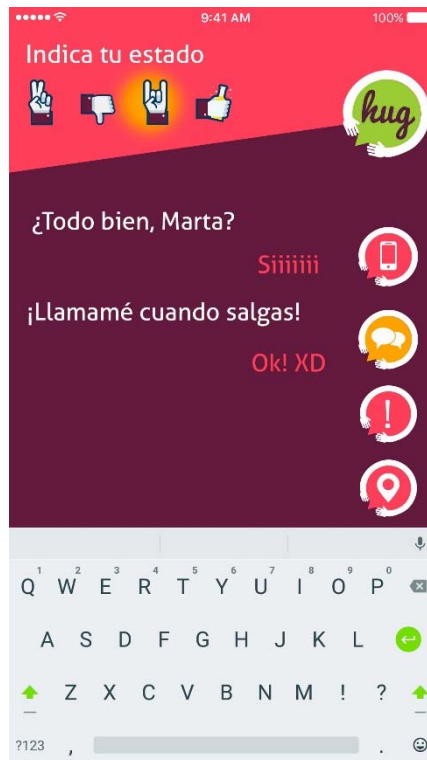 9:41 AM
100%
Indica tu estado
hug
¿Todo bien, Marta?
Siiiiiii
¡Llamamé cuando salgas!
Ok! XD
!
1 2 3 4 5 6 7 8 9 0
Q W E R T Y U I O P
A S D F G H J K L
Z X C V B N M ! ?
?123 , .